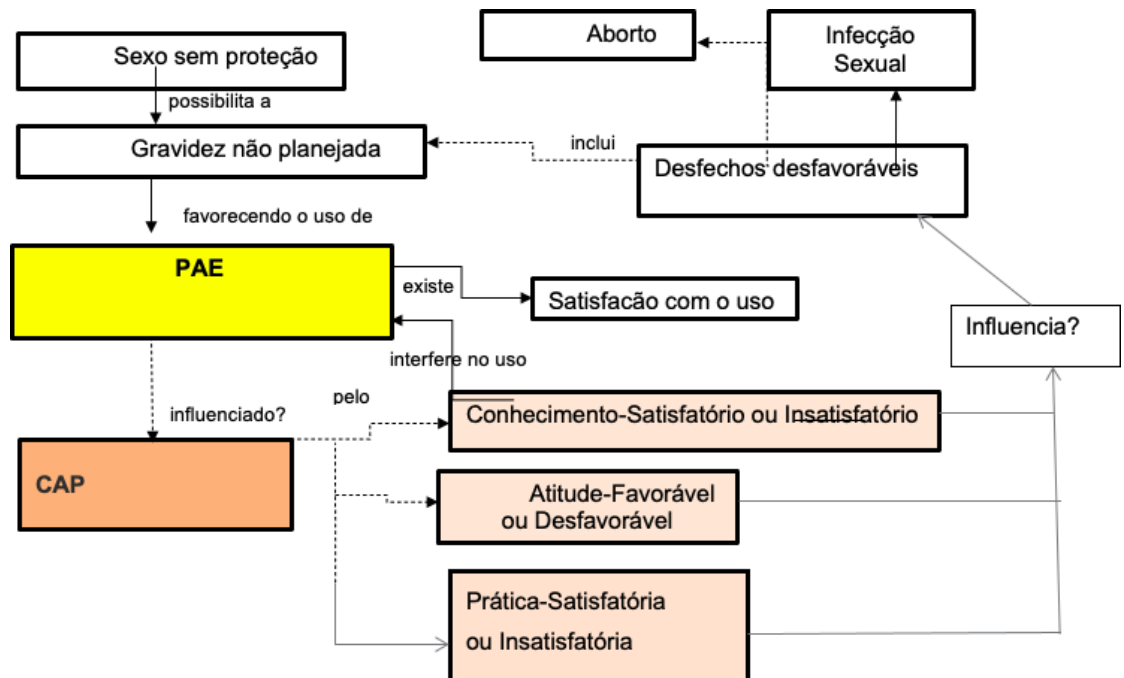 Aborto
Infecção
Sexual
Sexo sem proteção
possibilita a
Gravidez não planejada
inclui
Desfechos desfavoráveis
favorecendo o uso de
PAE
existe
Satisfacão com o uso
Influencia?
interfere no uso
influenciado?
pelo
Conhecimento-Satisfatório ou Insatisfatório
CAP
Atitude-Favorável
ou Desfavorável
Prática-Satisfatória
ou Insatisfatória